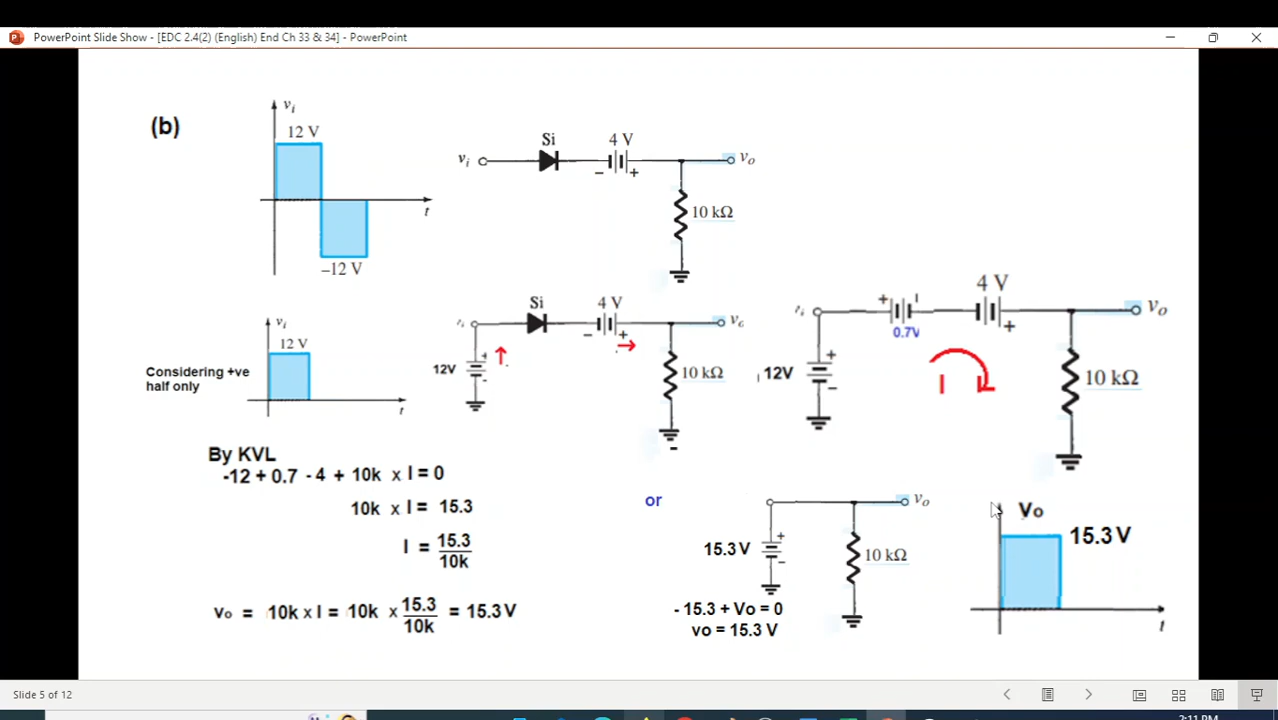 PowerPoint Slide Show - [EDC 2.4(2) (English) End Ch 33 & 34] - PowerPoint
(b)
vi
12 V
t
–12 V
Si
4 V
vi
vo
10 kΩ
vi
12 V
t
Considering +ve
half only
Si
4 V
12V
10 kΩ
4 V
0.7V
vo
12V
I
10 kΩ
By KVL
-12 + 0.7 - 4 + 10k x I = 0
10k x I = 15.3
I = 15.3
10k
Vo = 10k x I = 10k x 15.3 = 15.3 V
10k
or
vo
15.3 V
10 kΩ
- 15.3 + Vo = 0
vo = 15.3 V
Vo
15.3 V
t
Slide 5 of 12